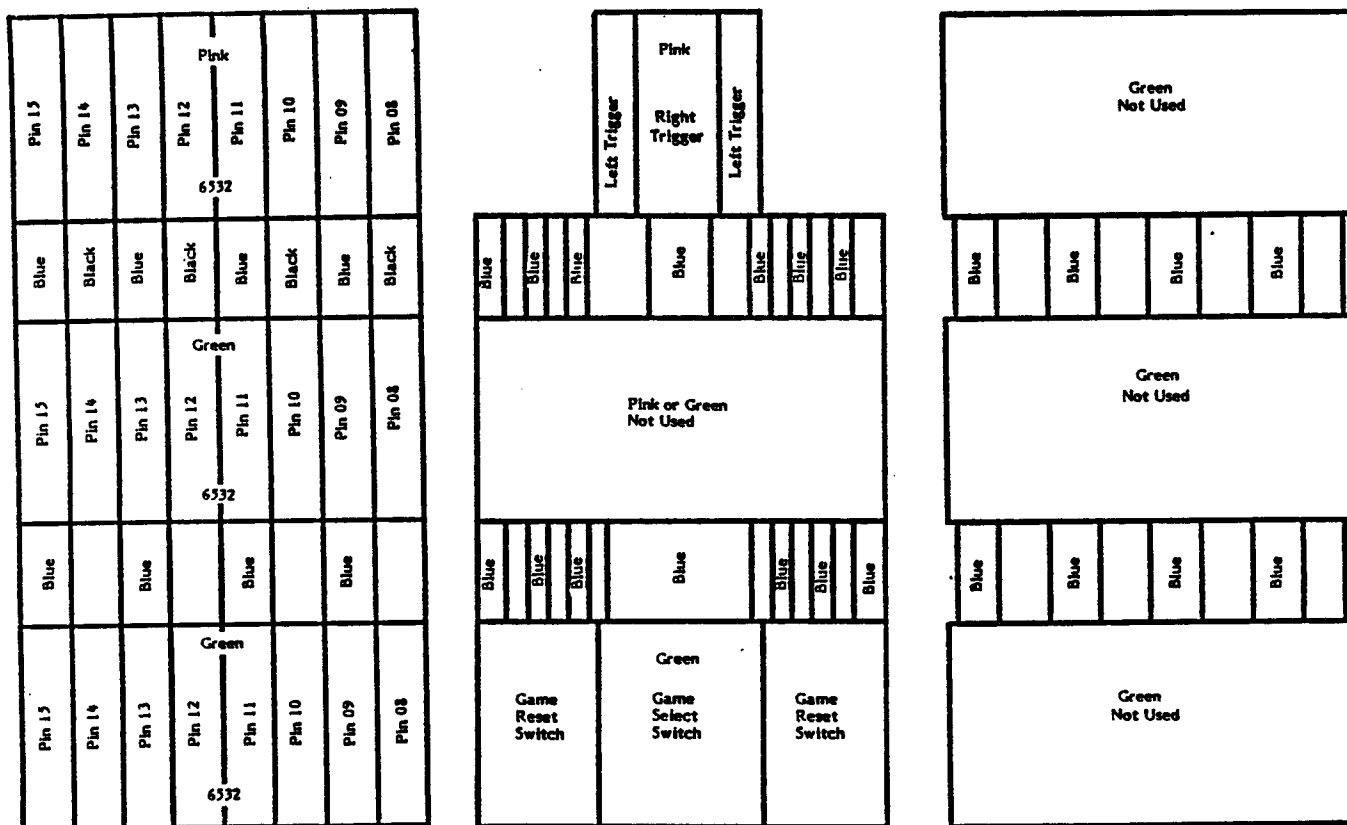 Pink
Pin 15
Pin 14
Pin 13
Pin 12
Pin 11
Pin 10
Pin 09
Pin 08
6532
Blue
Black
Blue
Black
Blue
Black
Blue
Black
Green
Pin 15
Pin 14
Pin 13
Pin 12
Pin 11
Pin 10
Pin 09
Pin 08
6532
Blue
Blue
Blue
Blue
Green
Pin 15
Pin 14
Pin 13
Pin 12
Pin 11
Pin 10
Pin 09
Pin 08
6532
Left Trigger
Pink
Right
Trigger
Left Trigger
Blue
Blue
Blue
Blue
Blue
Blue
Blue
Pink or Green
Not Used
Blue
Blue
Blue
Blue
Blue
Blue
Blue
Game
Reset
Switch
Green
Game
Select
Switch
Game
Reset
Switch
Green
Not Used
Blue
Blue
Blue
Blue
Green
Not Used
Blue
Blue
Blue
Blue
Green
Not Used